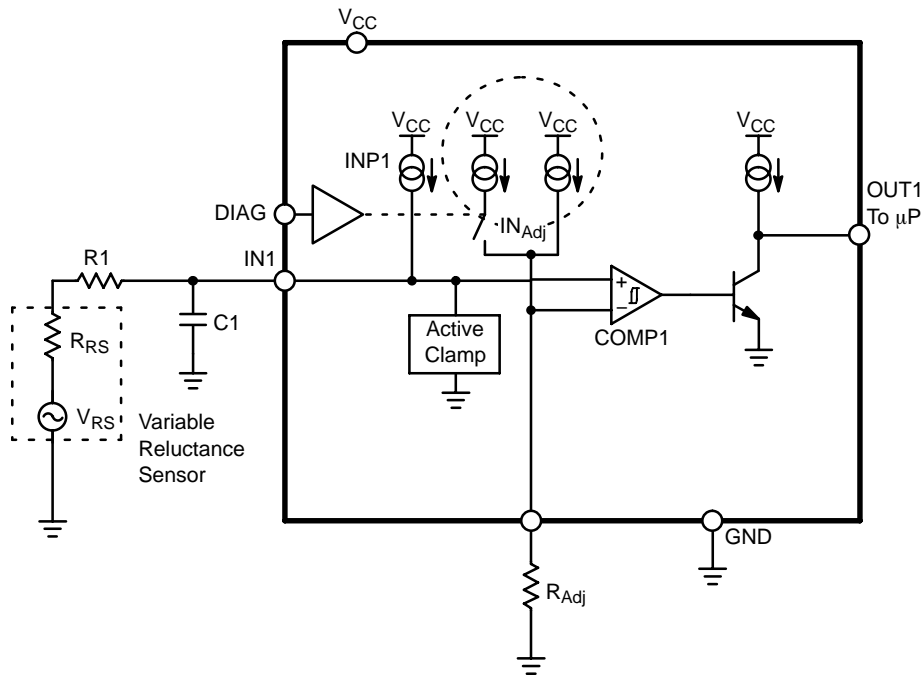 VCC
VCC
VCC
VCC
VCC
INP1
OUT1
To μP
DIAG
INAdj
IN1
R1
+
−
C1
Active
Clamp
COMP1
RRS
VRS
Variable
Reluctance
Sensor
GND
RAdj